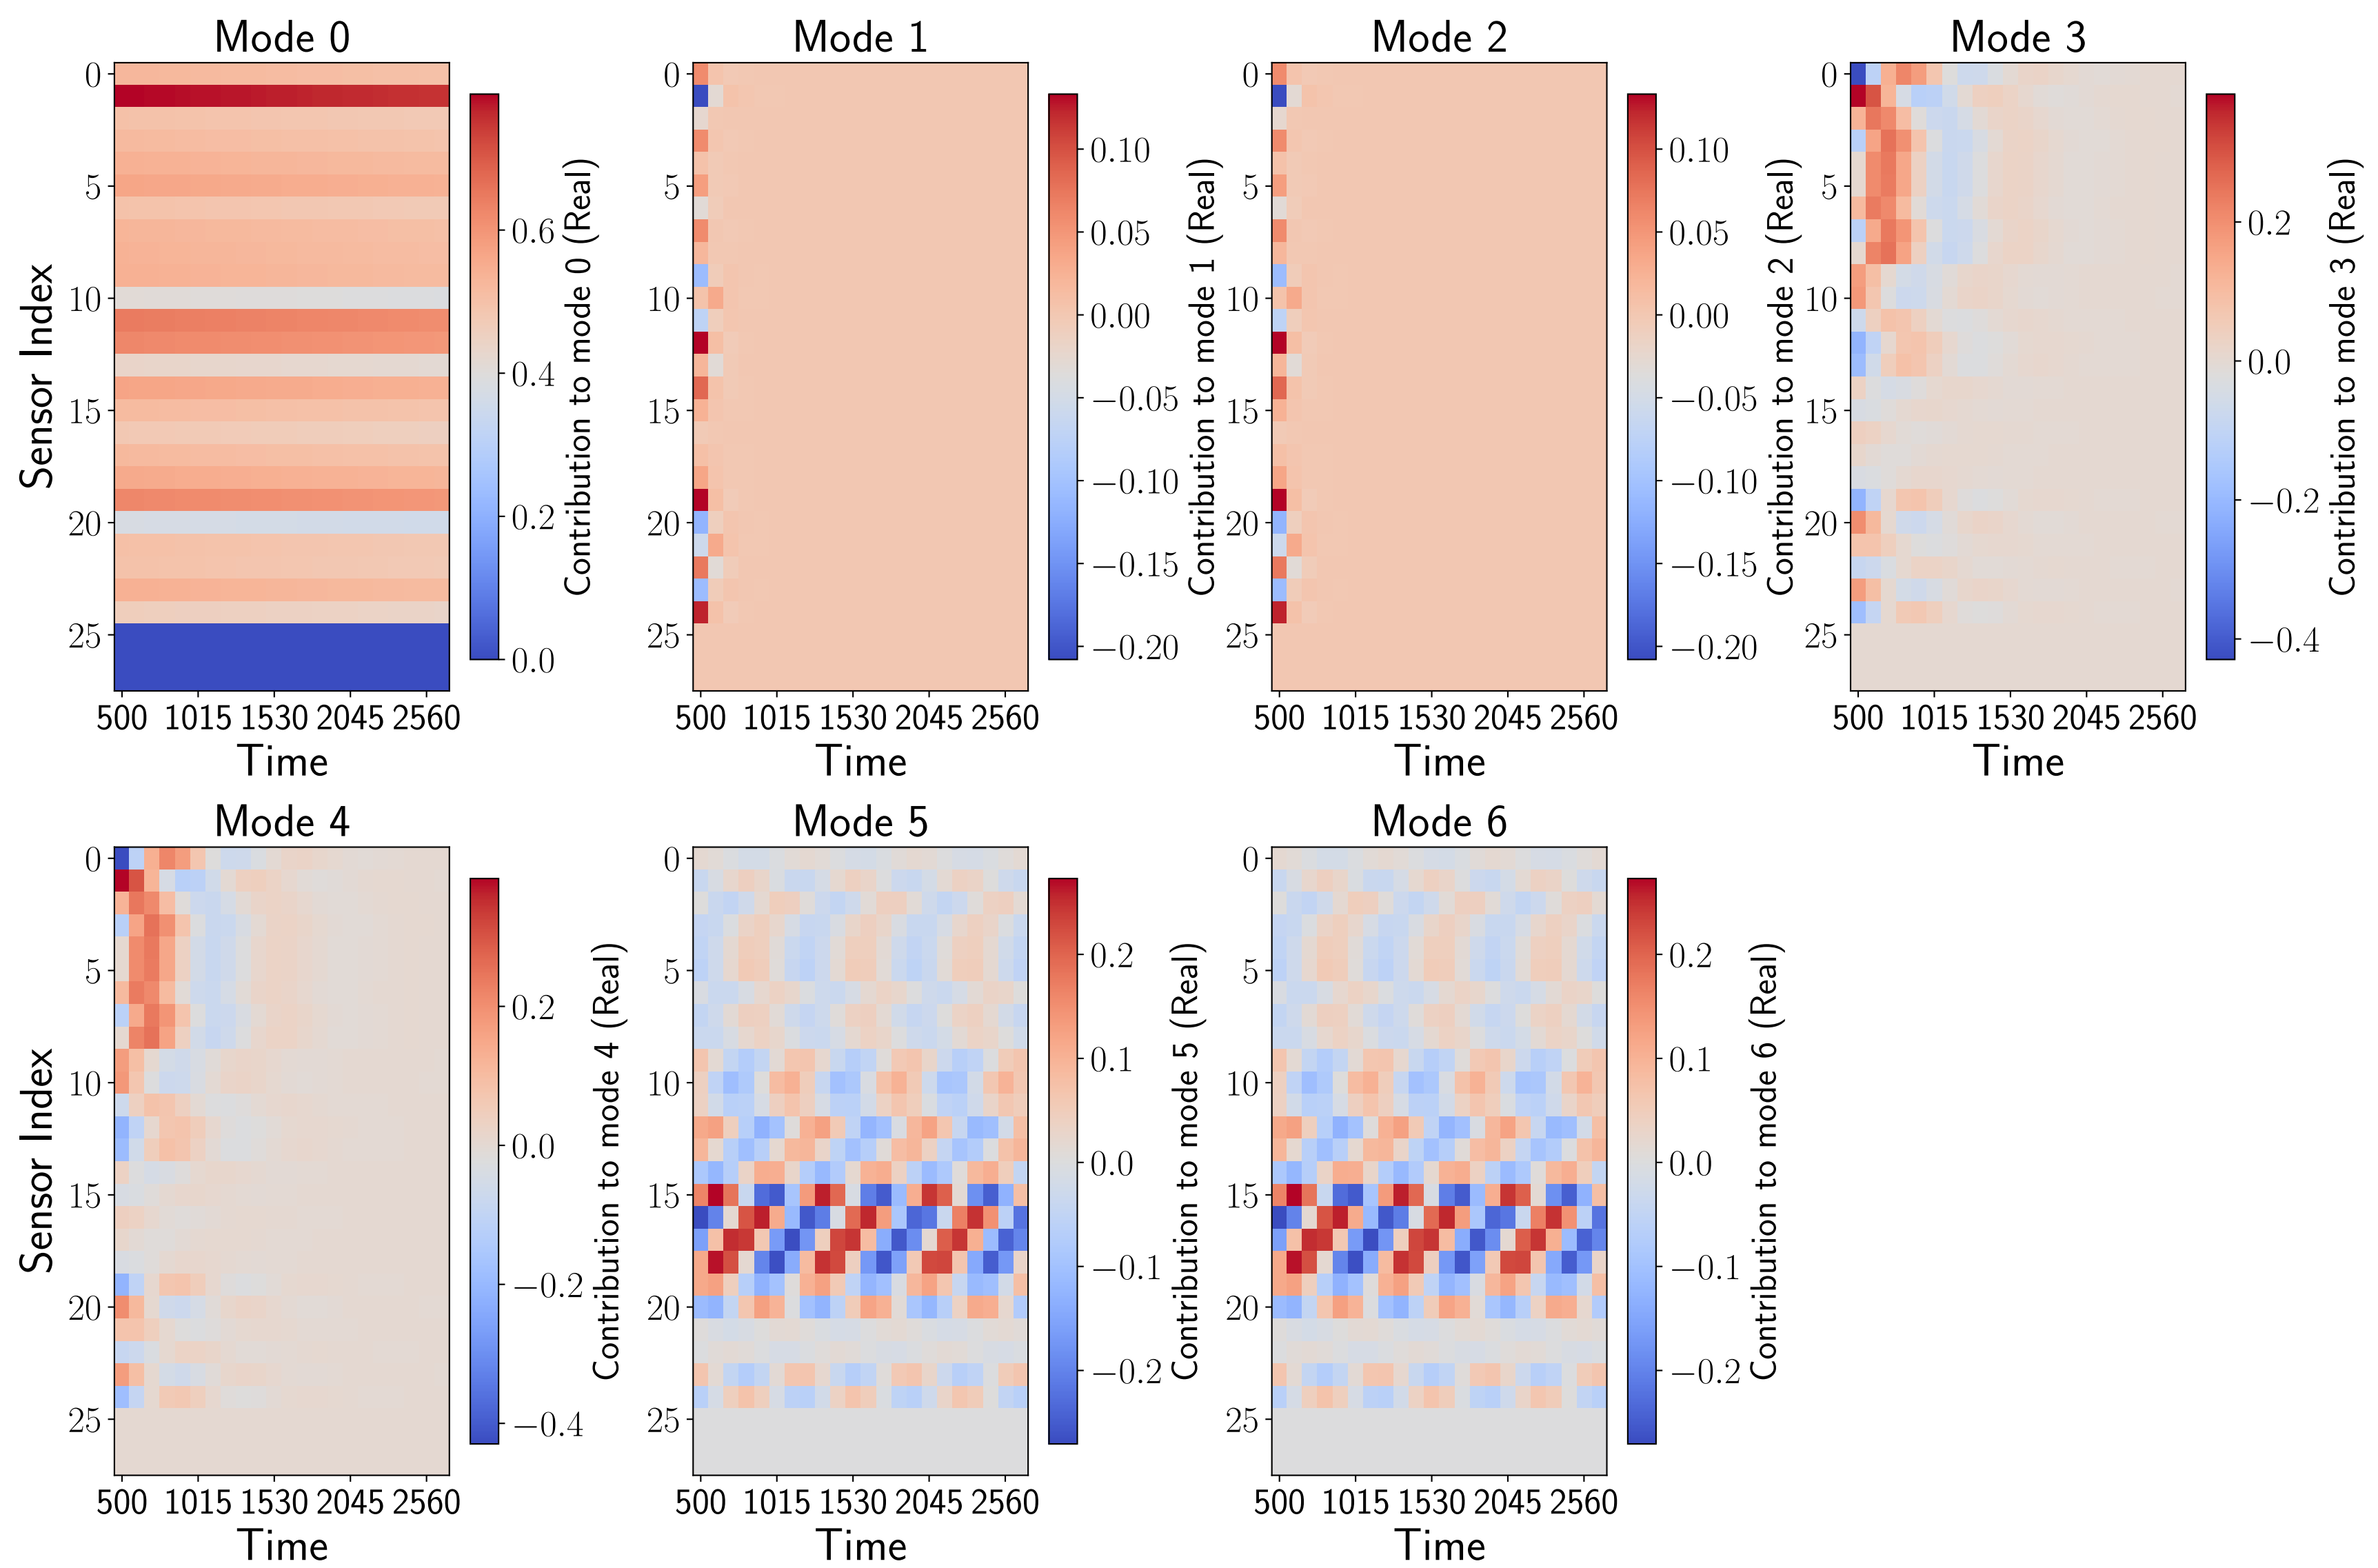 Mode 0
Mode 1
Mode 2
Mode 3
Sensor Index
0
5
10
15
20
25
500 1015 1530 2045 2560
Time
0.6
0.4
0.2
0.0
Contribution to mode 0 (Real)
0
5
10
15
20
25
500 1015 1530 2045 2560
Time
0.10
0.05
0.00
−0.05
−0.10
−0.15
−0.20
Contribution to mode 1 (Real)
0
5
10
15
20
25
500 1015 1530 2045 2560
Time
0.10
0.05
0.00
−0.05
−0.10
−0.15
−0.20
Contribution to mode 2 (Real)
0
5
10
15
20
25
500 1015 1530 2045 2560
Time
0.2
0.0
−0.2
−0.4
Contribution to mode 3 (Real)
Mode 4
Mode 5
Mode 6
Sensor Index
0
5
10
15
20
25
500 1015 1530 2045 2560
Time
0.2
0.0
−0.2
−0.4
Contribution to mode 4 (Real)
0
5
10
15
20
25
500 1015 1530 2045 2560
Time
0.2
0.1
0.0
−0.1
−0.2
Contribution to mode 5 (Real)
0
5
10
15
20
25
500 1015 1530 2045 2560
Time
0.2
0.1
0.0
−0.1
−0.2
Contribution to mode 6 (Real)